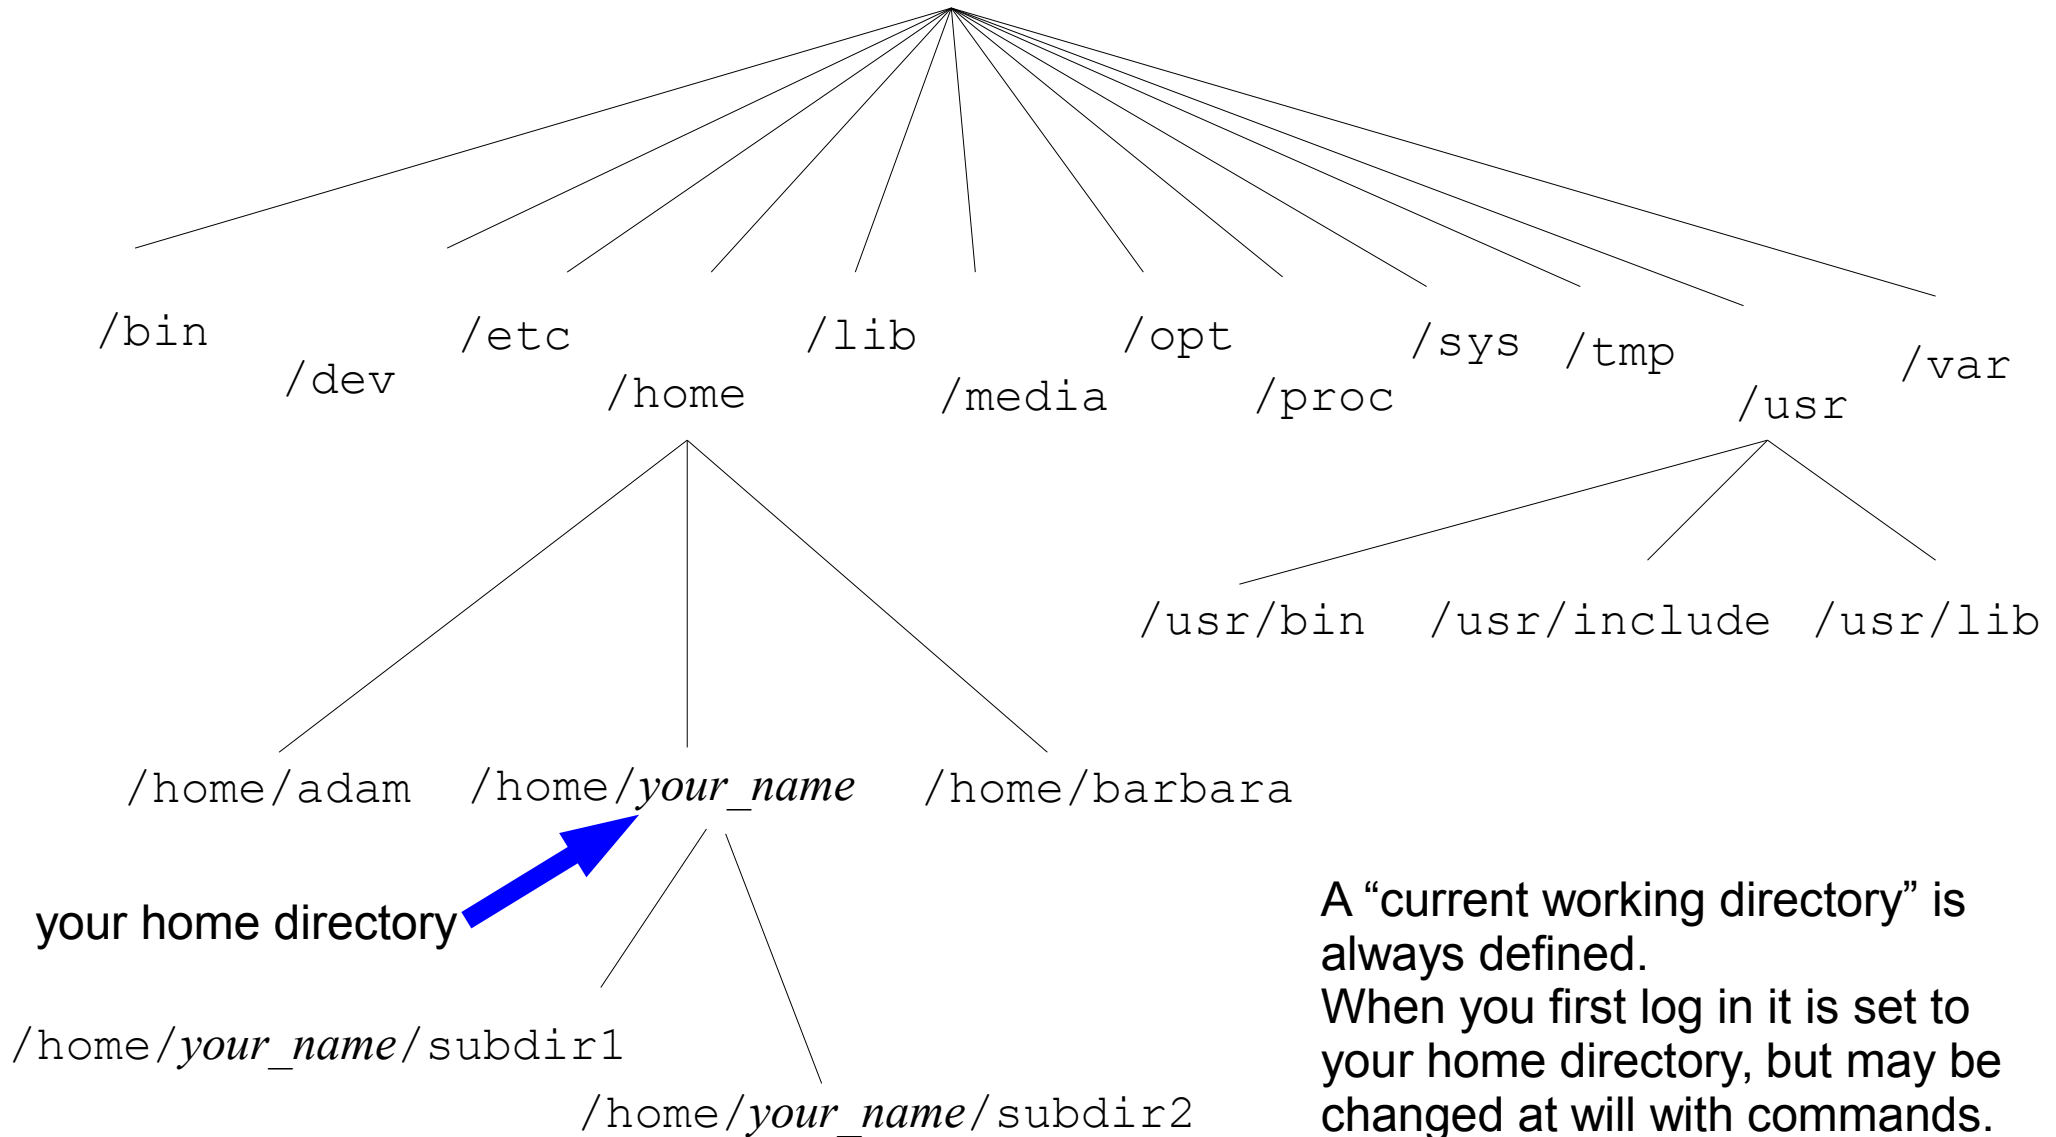 /bin
/dev
/etc
/home
/lib
/media
/opt
/proc
/sys
/tmp
/usr
/var
/usr/bin
/usr/include
/usr/lib
/home/adam
/home/your_name
/home/barbara
your home directory
/home/your_name/subdir1
/home/your_name/subdir2
A “current working directory” is
always defined.
When you first log in it is set to
your home directory, but may be
changed at will with commands.